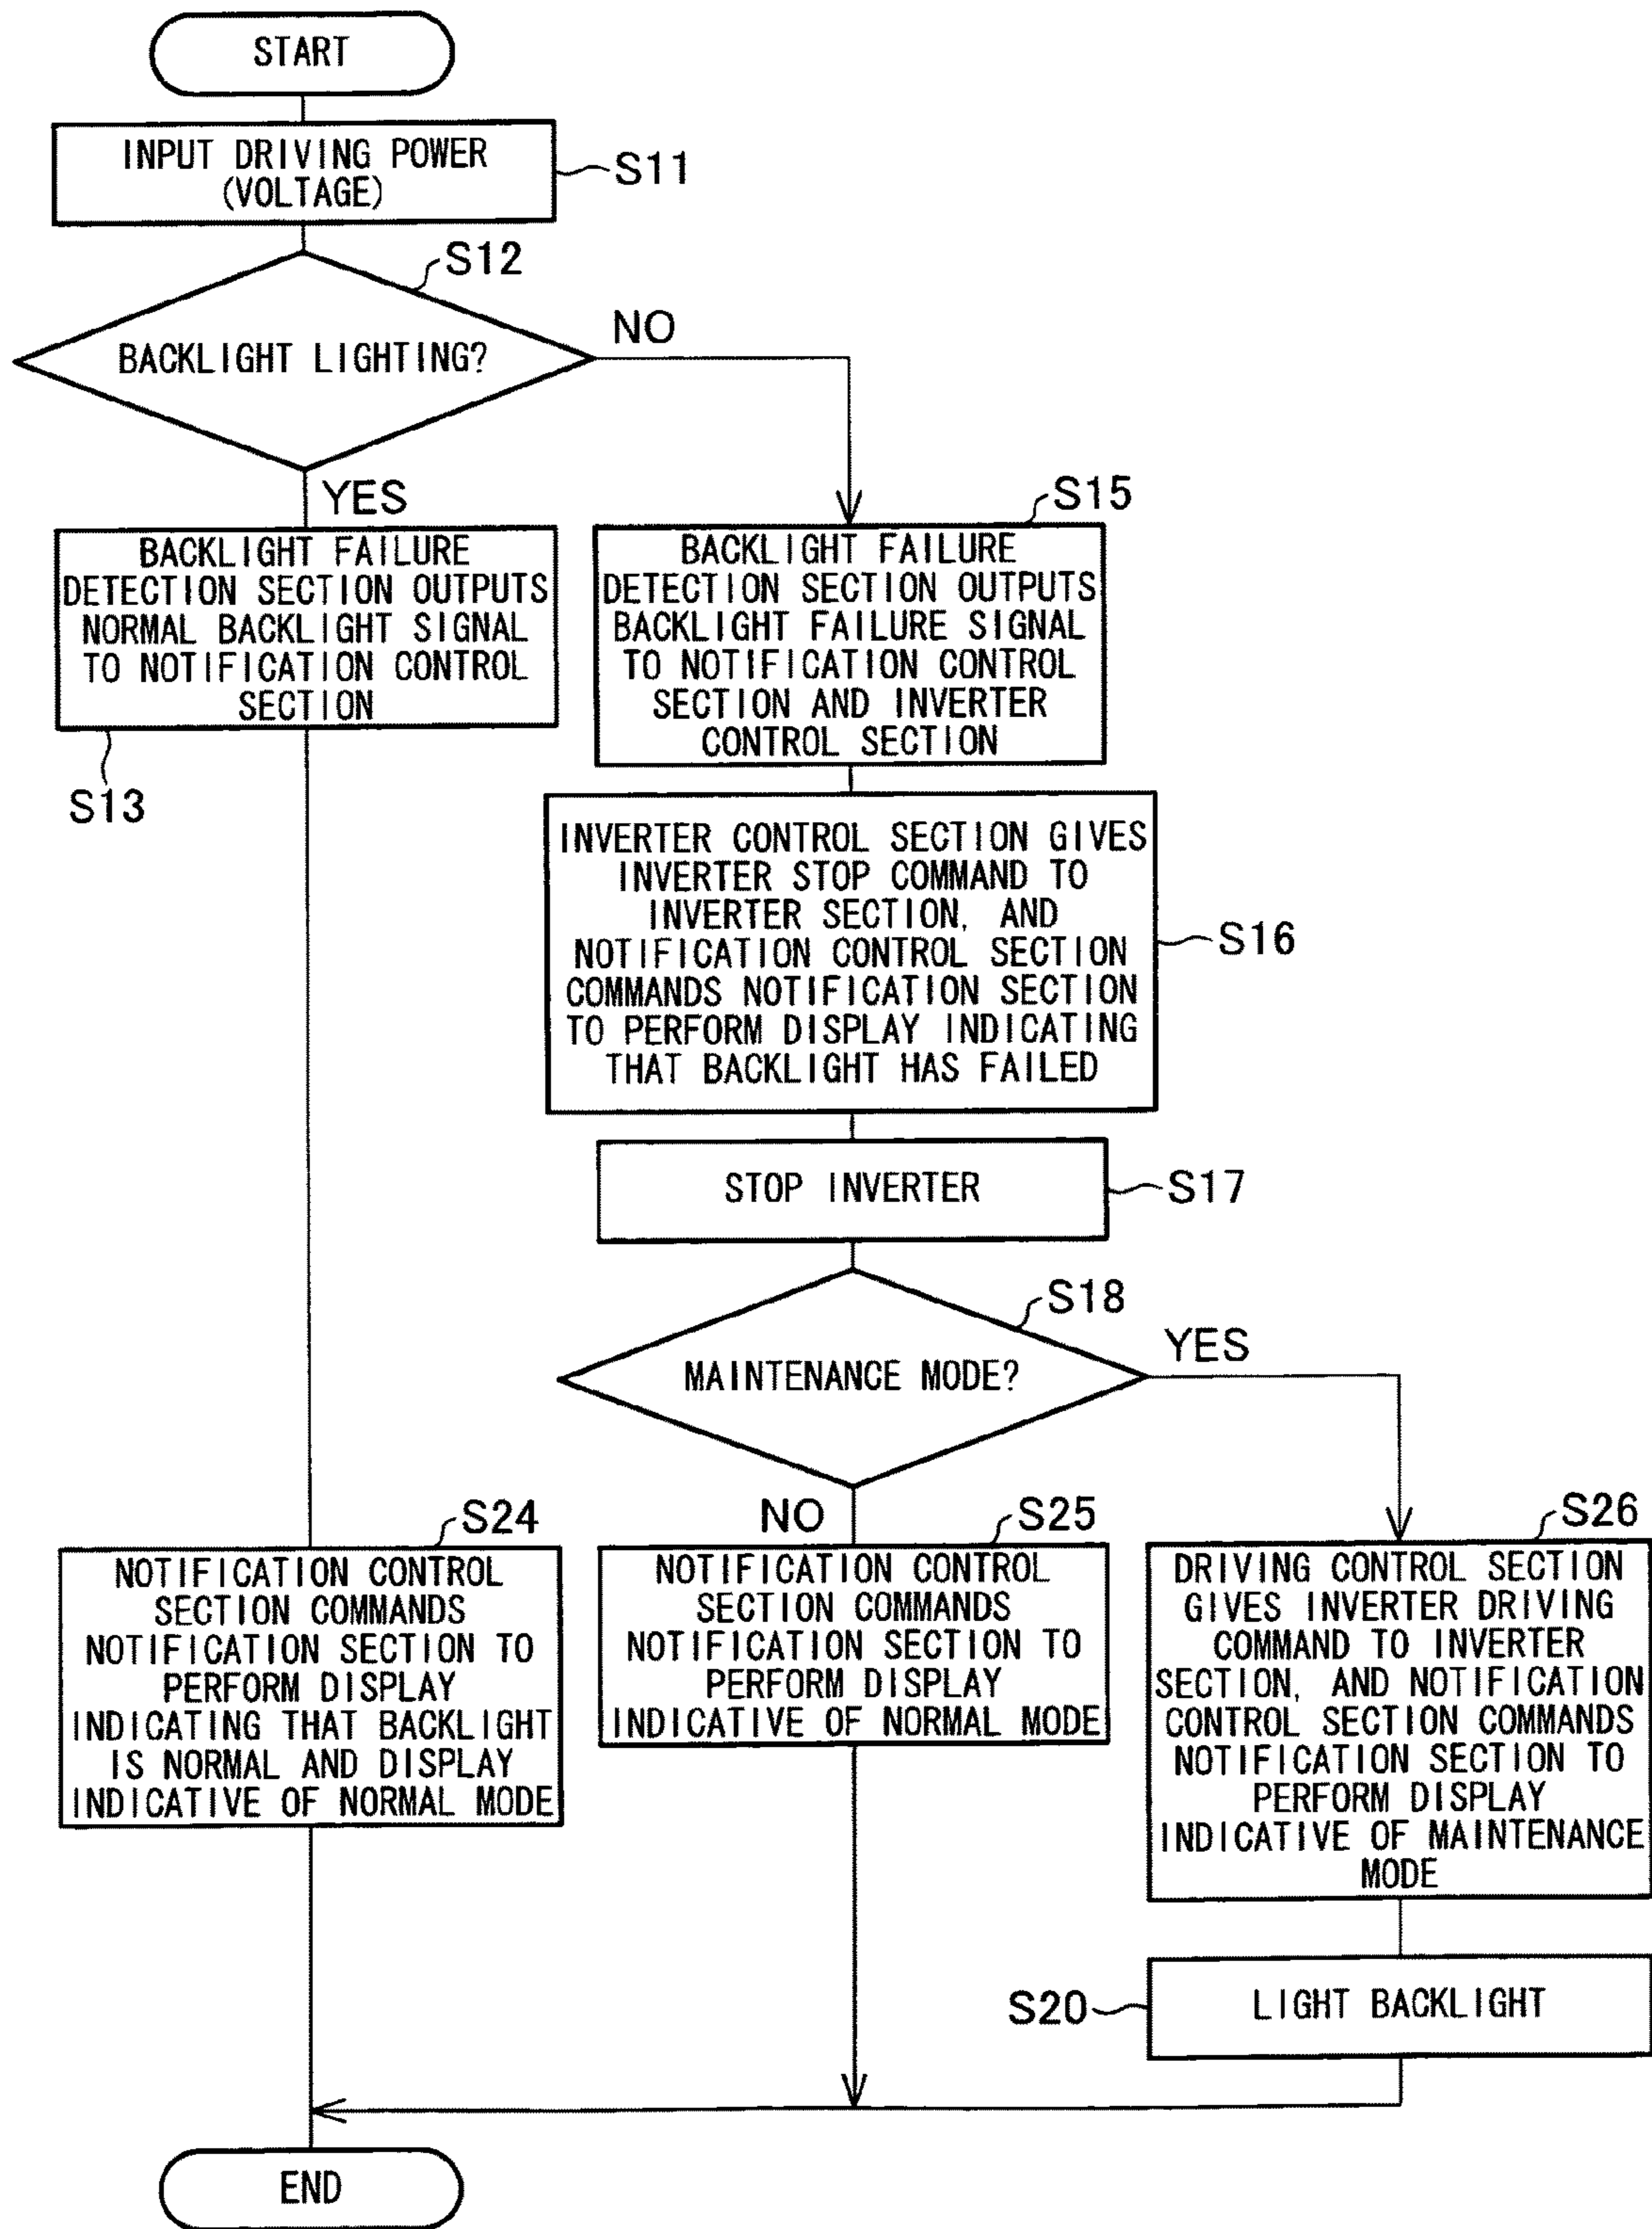 START
INPUT DRIVING POWER
(VOLTAGE)
S11
S12
BACKLIGHT LIGHTING?
NO
YES
BACKLIGHT FAILURE
DETECTION SECTION OUTPUTS
NORMAL BACKLIGHT SIGNAL
TO NOTIFICATION CONTROL
SECTION
S13
S15
BACKLIGHT FAILURE
DETECTION SECTION OUTPUTS
BACKLIGHT FAILURE SIGNAL
TO NOTIFICATION CONTROL
SECTION AND INVERTER
CONTROL SECTION
INVERTER CONTROL SECTION GIVES
INVERTER STOP COMMAND TO
INVERTER SECTION, AND
NOTIFICATION CONTROL SECTION
COMMANDS NOTIFICATION SECTION
TO PERFORM DISPLAY INDICATING
THAT BACKLIGHT HAS FAILED
S16
STOP INVERTER
S17
S18
MAINTENANCE MODE?
YES
NO
S24
NOTIFICATION CONTROL
SECTION COMMANDS
NOTIFICATION SECTION TO
PERFORM DISPLAY
INDICATING THAT BACKLIGHT
IS NORMAL AND DISPLAY
INDICATIVE OF NORMAL MODE
S25
NOTIFICATION CONTROL
SECTION COMMANDS
NOTIFICATION SECTION TO
PERFORM DISPLAY
INDICATIVE OF NORMAL MODE
S26
DRIVING CONTROL SECTION
GIVES INVERTER DRIVING
COMMAND TO INVERTER
SECTION, AND NOTIFICATION
CONTROL SECTION COMMANDS
NOTIFICATION SECTION TO
PERFORM DISPLAY
INDICATIVE OF MAINTENANCE
MODE
S20
LIGHT BACKLIGHT
END